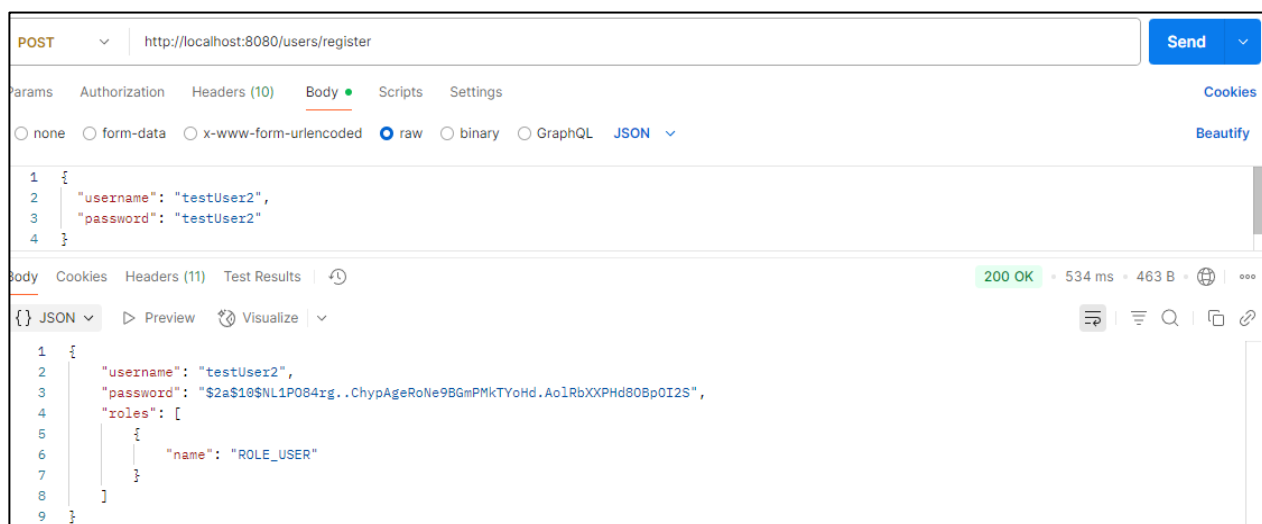 POST http://localhost:8080/users/register Send
Params Authorization Headers (10) Body Scripts Settings Cookies
none form-data x-www-form-urlencoded raw binary GraphQL JSON Beautify
1 {
2 "username": "testUser2",
3 "password": "testUser2"
4 }
Body Cookies Headers (11) Test Results 200 OK 534 ms 463 B
{} JSON Preview Visualize
1 {
2 "username": "testUser2",
3 "password": "$2a$10$NL1PO84rg..ChypAgeRoNe9BGmPMkTYoHd.AolRbXXPHd8OBpOI2S",
4 "roles": [
5 {
6 "name": "ROLE_USER"
7 }
8 ]
9 }